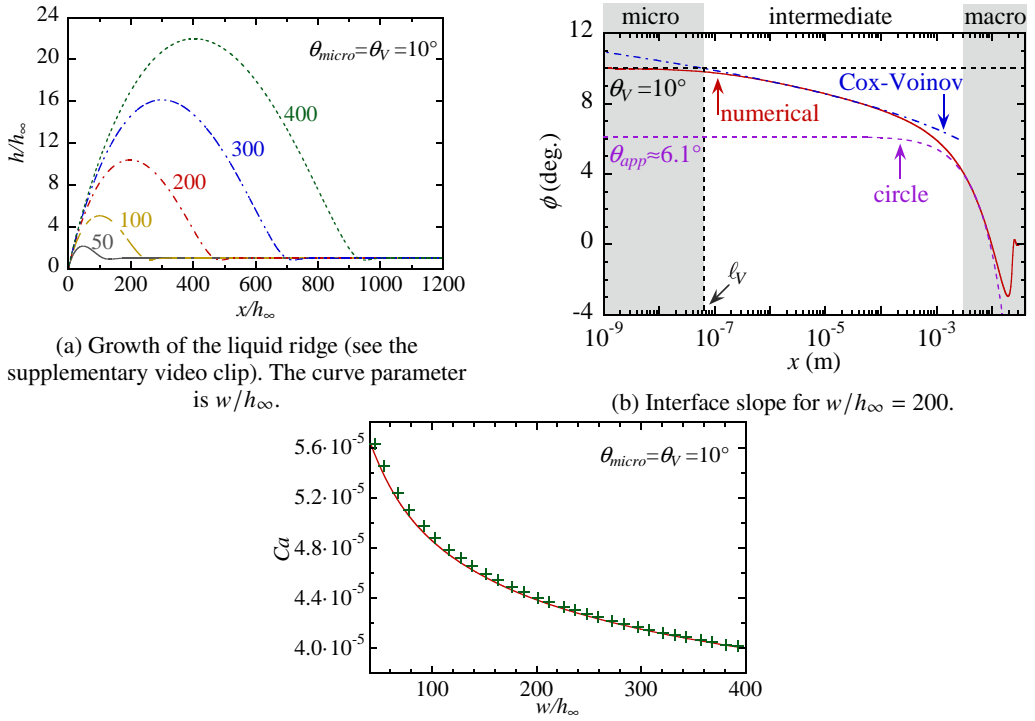 24
20
16
12
8
4
0
h/h∞
θmicro=θV=10°
400
300
200
100
50
0 200 400 600 800 1000 1200
x/h∞
(a) Growth of the liquid ridge (see the
supplementary video clip). The curve parameter
is w/h∞ .
micro intermediate macro
12
8
4
0
-4
ϕ (deg.)
θV=10°
Cox-Voinov
numerical
θapp≈6.1°
circle
ℓV
10⁻⁹ 10⁻⁷ 10⁻⁵ 10⁻³
x (m)
(b) Interface slope for w/h∞ = 200.
5.6· 10⁻⁵
5.2· 10⁻⁵
4.8· 10⁻⁵
4.4· 10⁻⁵
4.0· 10⁻⁵
Ca
θmicro=θV=10°
100 200 300 400
w/h∞